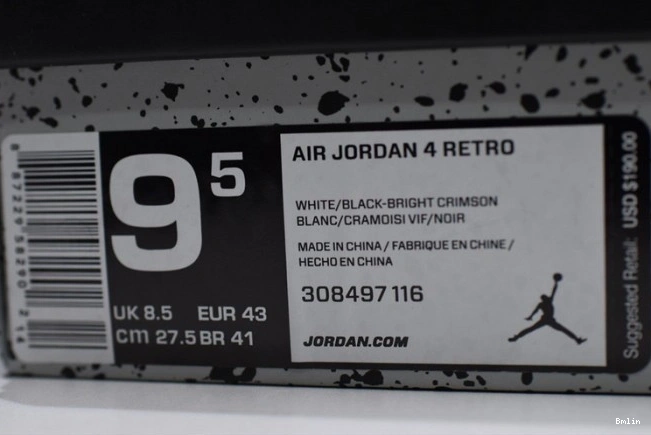 9 5
UK 8.5 EUR 43
cm 27.5 BR 41
AIR JORDAN 4 RETRO
WHITE/BLACK-BRIGHT CRIMSON
BLANC/CRAMOISI VIF/NOIR
MADE IN CHINA / FABRIQUE EN CHINE /
HECHO EN CHINA
308497 116
JORDAN.COM
Suggested Retail: USD $190.00
Bmlin